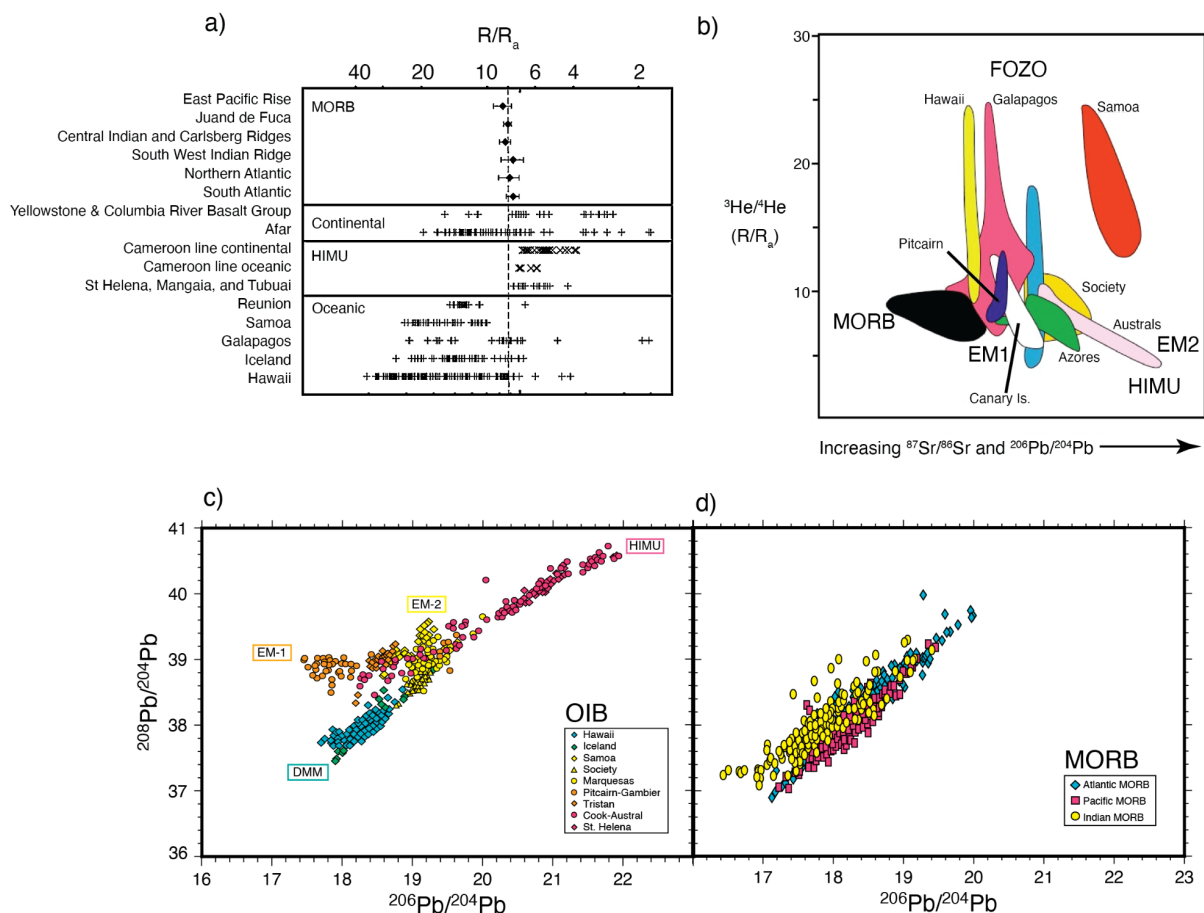 a)
R/Ra
40 20 10 6 4 2
East Pacific Rise
Juand de Fuca
Central Indian and Carlsberg Ridges
South West Indian Ridge
Northern Atlantic
South Atlantic
Yellowstone & Columbia River Basalt Group
Afar
Cameroon line continental
Cameroon line oceanic
St Helena, Mangaia, and Tubuai
Reunion
Samoa
Galapagos
Iceland
Hawaii
MORB
Continental
HIMU
Oceanic
b)
30
20
10
0
³He/⁴He
(R/Ra)
FOZO
Hawaii
Galapagos
Samoa
Pitcairn
Society
MORB
Australs
EM1
Azores
EM2
HIMU
Canary Is.
Increasing ⁸⁷Sr/⁸⁶Sr and ²⁰⁶Pb/²⁰⁴Pb
c)
41
40
39
38
37
36
²⁰⁸Pb/²⁰⁴Pb
HIMU
EM-2
EM-1
DMM
OIB
Hawaii
Iceland
Samoa
Society
Marquesas
Pitcairn-Gambier
Tristan
Cook-Austral
St. Helena
16 17 18 19 20 21 22
²⁰⁶Pb/²⁰⁴Pb
d)
MORB
Atlantic MORB
Pacific MORB
Indian MORB
17 18 19 20 21 22 23
²⁰⁶Pb/²⁰⁴Pb